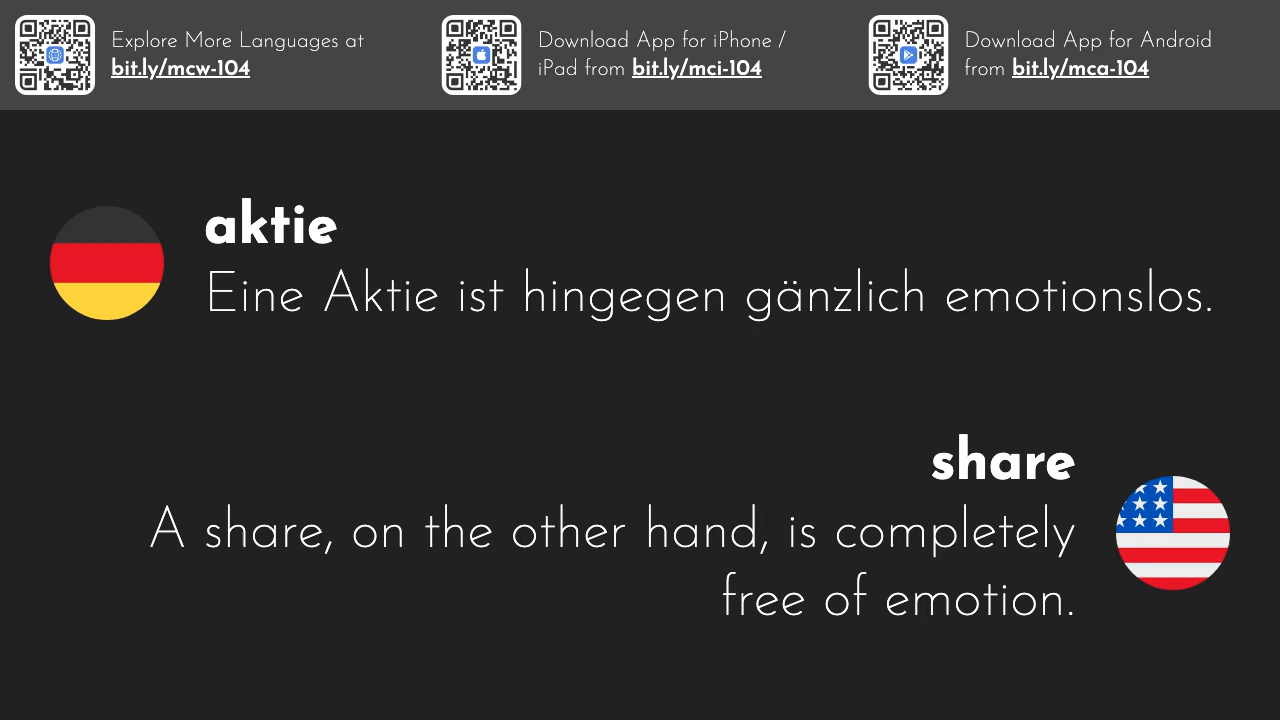 Explore More Languages at
bit.ly/mcw-104
Download App for iPhone /
iPad from bit.ly/mci-104
Download App for Android
from bit.ly/mca-104
aktie
Eine Aktie ist hingegen gänzlich emotionslos.
share
A share, on the other hand, is completely
free of emotion.